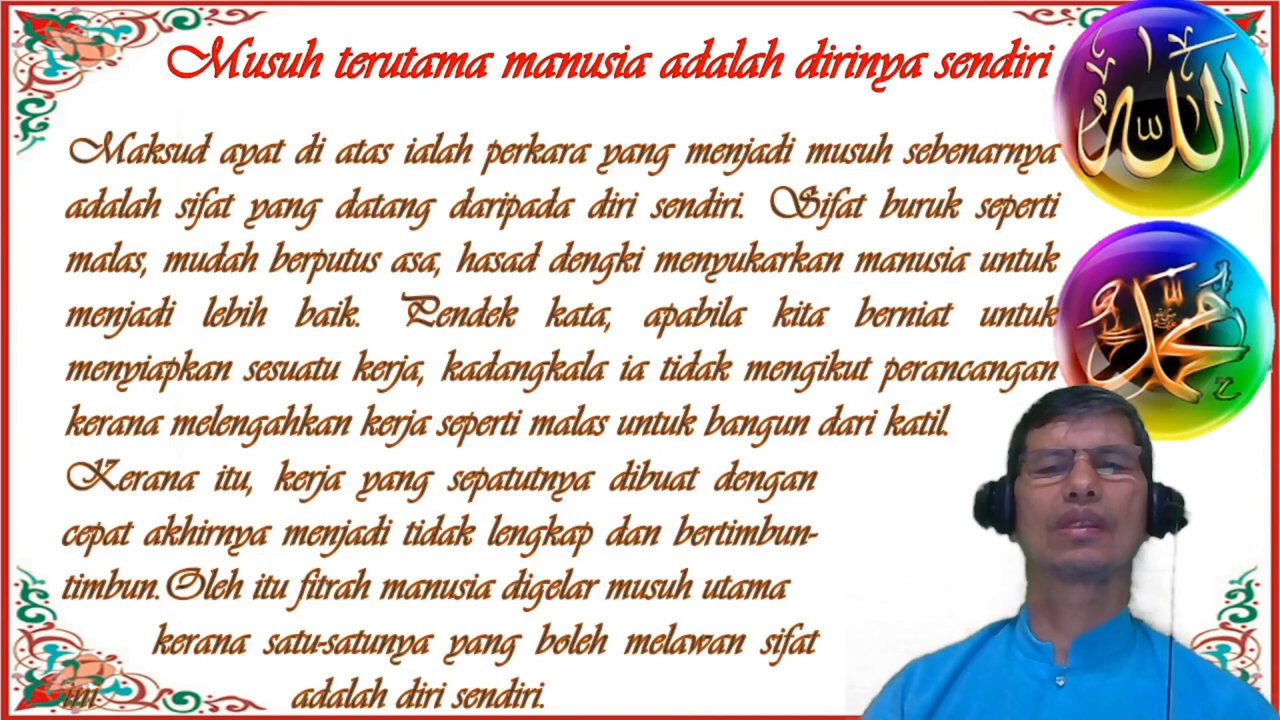 Musuh terutama manusia adalah dirinya sendiri
الله
محمد
Maksud ayat di atas ialah perkara yang menjadi musuh sebenarnya
adalah sifat yang datang daripada diri sendiri. Sifat buruk seperti
malas, mudah berputus asa, hasad dengki menyukarkan manusia untuk
menjadi lebih baik. Pendek kata, apabila kita berniat untuk
menyiapkan sesuatu kerja, kadangkala ia tidak mengikut perancangan
kerana melengahkan kerja seperti malas untuk bangun dari katil.
Kerana itu, kerja yang sepatutnya dibuat dengan
cepat akhirnya menjadi tidak lengkap dan bertimbun-
timbun.Oleh itu fitrah manusia digelar musuh utama
kerana satu-satunya yang boleh melawan sifat
ini adalah diri sendiri.